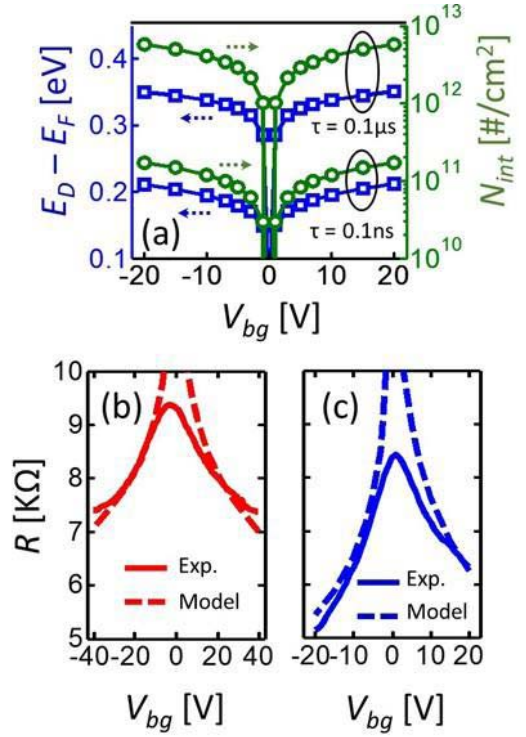 E_D − E_F [eV]
0.4
0.3
0.2
0.1
10^13
10^12
10^11
10^10
N_int [#/cm²]
τ = 0.1μs
τ = 0.1ns
(a)
-20 -10 0 10 20
V_bg [V]
R [KΩ]
10
9
8
7
6
5
(b)
Exp.
Model
-40 -20 0 20 40
V_bg [V]
(c)
Exp.
Model
-20 -10 0 10 20
V_bg [V]